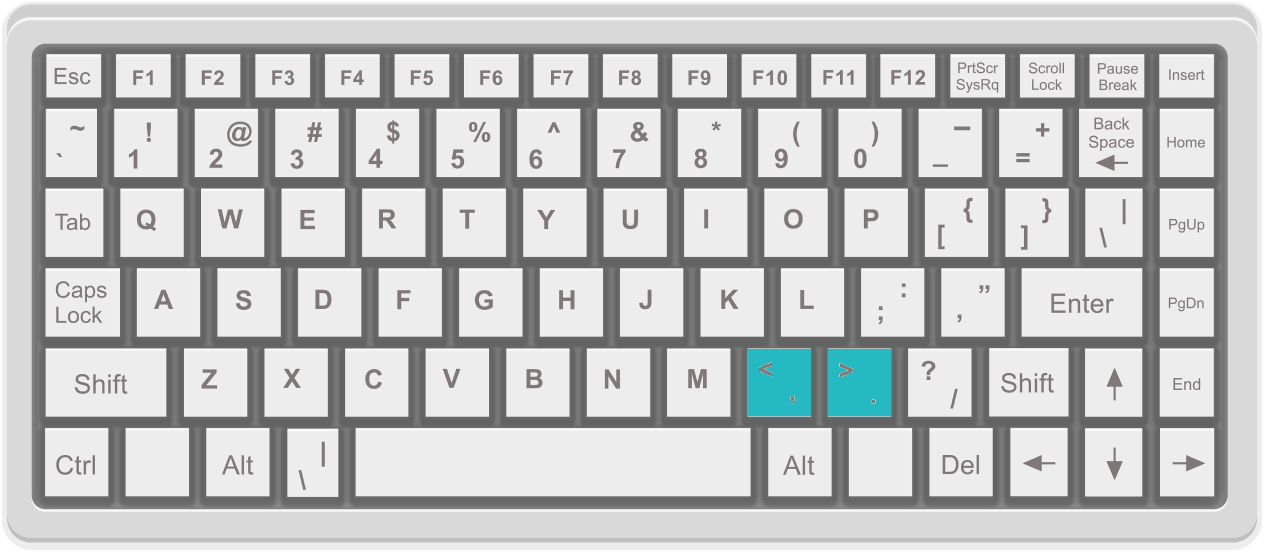 Esc F1 F2 F3 F4 F5 F6 F7 F8 F9 F10 F11 F12 PrtScr SysRq Scroll Lock Pause Break Insert
~ ` ! 1 @ 2 # 3 $ 4 % 5 ^ 6 & 7 * 8 ( 9 ) 0 – _ + = Back Space ← Home
Tab Q W E R T Y U I O P { [ } ] | \ PgUp
Caps Lock A S D F G H J K L : ; ” , Enter PgDn
Shift Z X C V B N M < , > . ? / Shift ↑ End
Ctrl Alt | \ Alt Del ← ↓ →